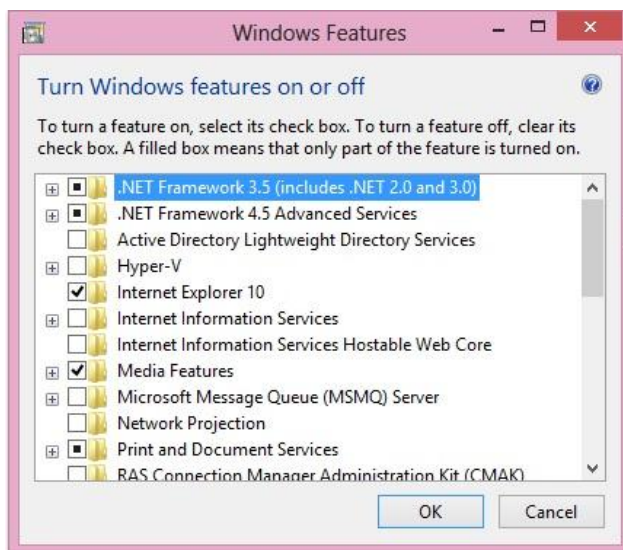 Windows Features
Turn Windows features on or off
To turn a feature on, select its check box. To turn a feature off, clear its
check box. A filled box means that only part of the feature is turned on.
.NET Framework 3.5 (includes .NET 2.0 and 3.0)
.NET Framework 4.5 Advanced Services
Active Directory Lightweight Directory Services
Hyper-V
Internet Explorer 10
Internet Information Services
Internet Information Services Hostable Web Core
Media Features
Microsoft Message Queue (MSMQ) Server
Network Projection
Print and Document Services
RAS Connection Manager Administration Kit (CMAK)
OK Cancel